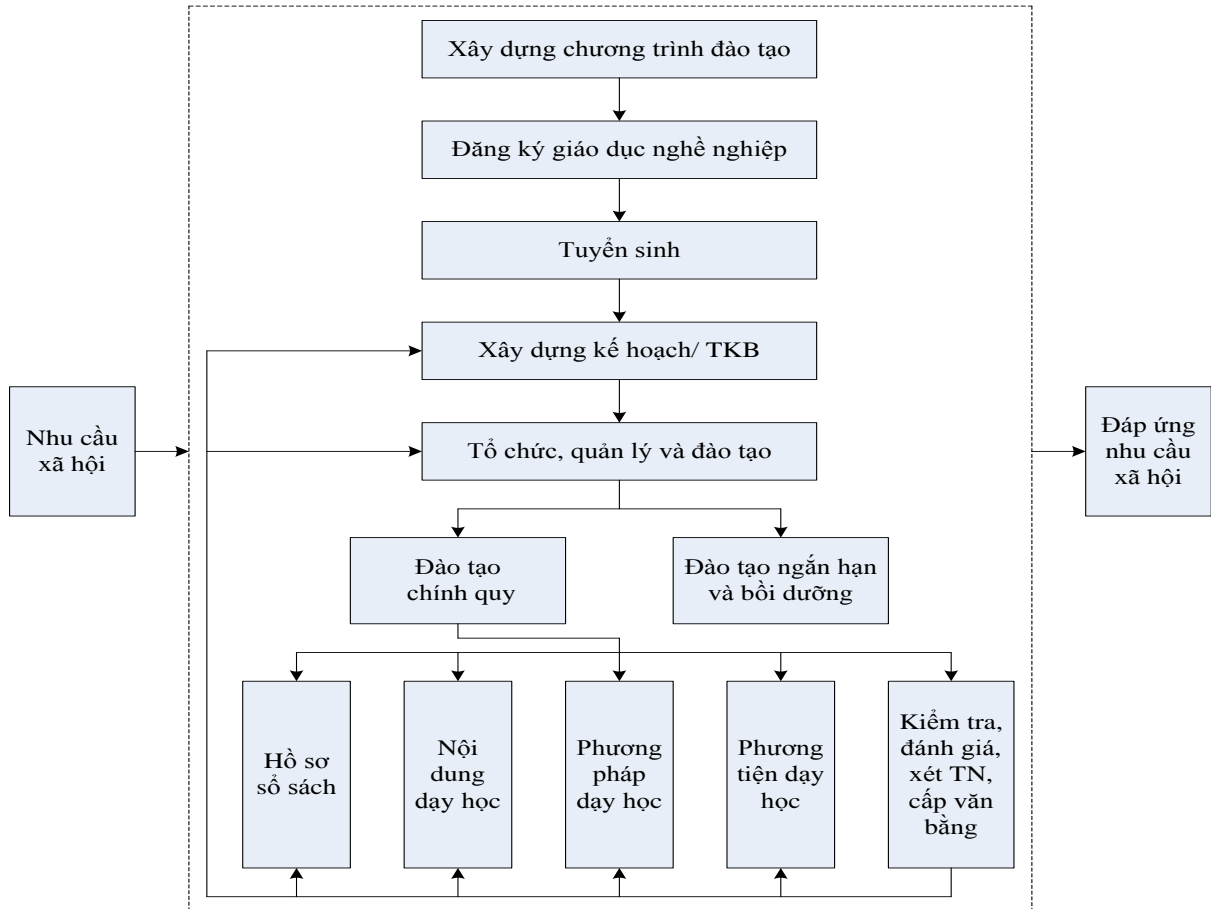 Xây dựng chương trình đào tạo
Đăng ký giáo dục nghề nghiệp
Tuyển sinh
Xây dựng kế hoạch/ TKB
Nhu cầu
xã hội
Tổ chức, quản lý và đào tạo
Đáp ứng
nhu cầu
xã hội
Đào tạo
chính quy
Đào tạo ngắn hạn
và bồi dưỡng
Hồ sơ
sổ sách
Nội
dung
dạy học
Phương
pháp
dạy học
Phương
tiện dạy
học
Kiểm tra,
đánh giá,
xét TN,
cấp văn
bằng